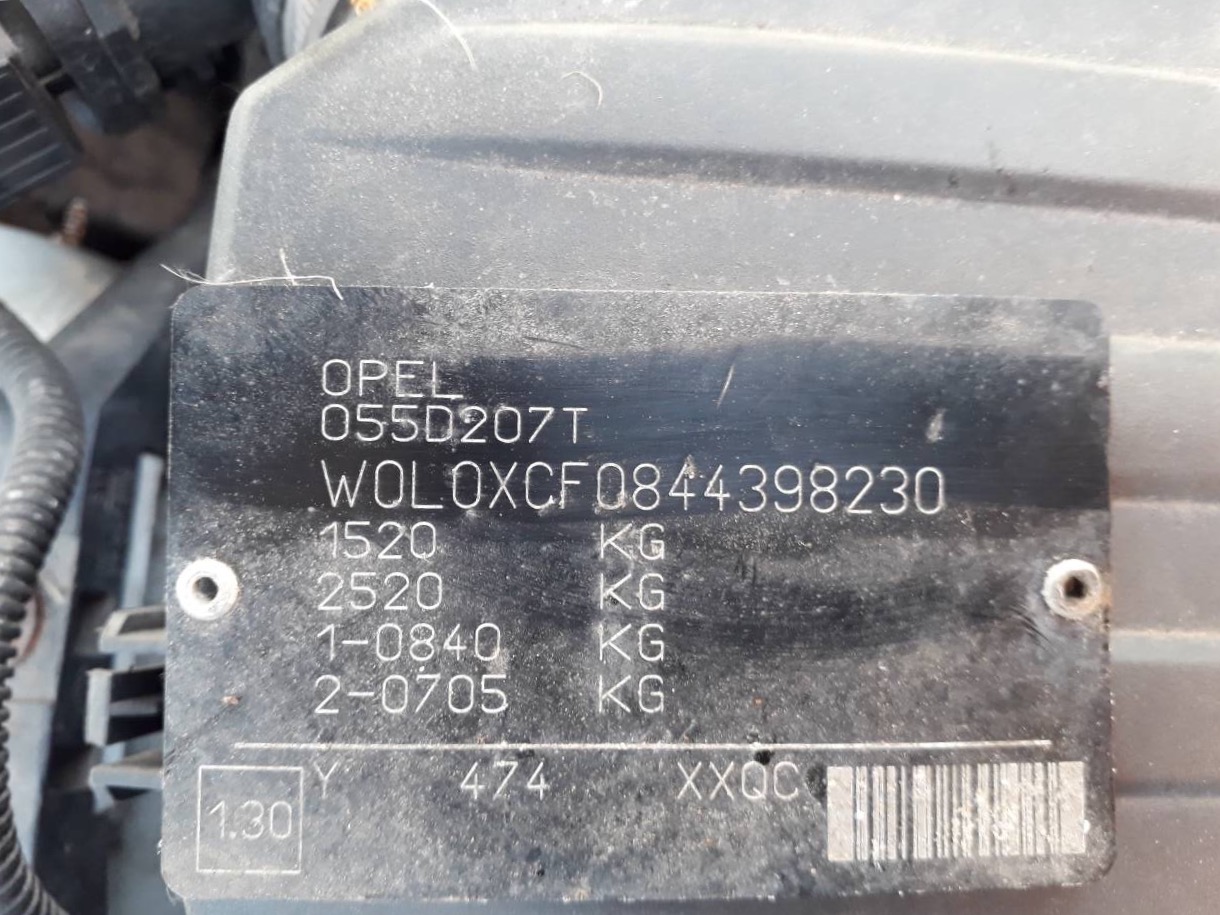 OPEL
055D207T
W0L0XCF0844398230
1520 KG
2520 KG
1-0840 KG
2-0705 KG
1.30 Y 474 XXQC